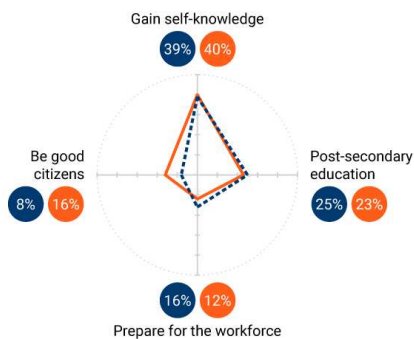 Gain self-knowledge
39% 40%
Be good
citizens
8% 16%
Post-secondary
education
25% 23%
16% 12%
Prepare for the workforce